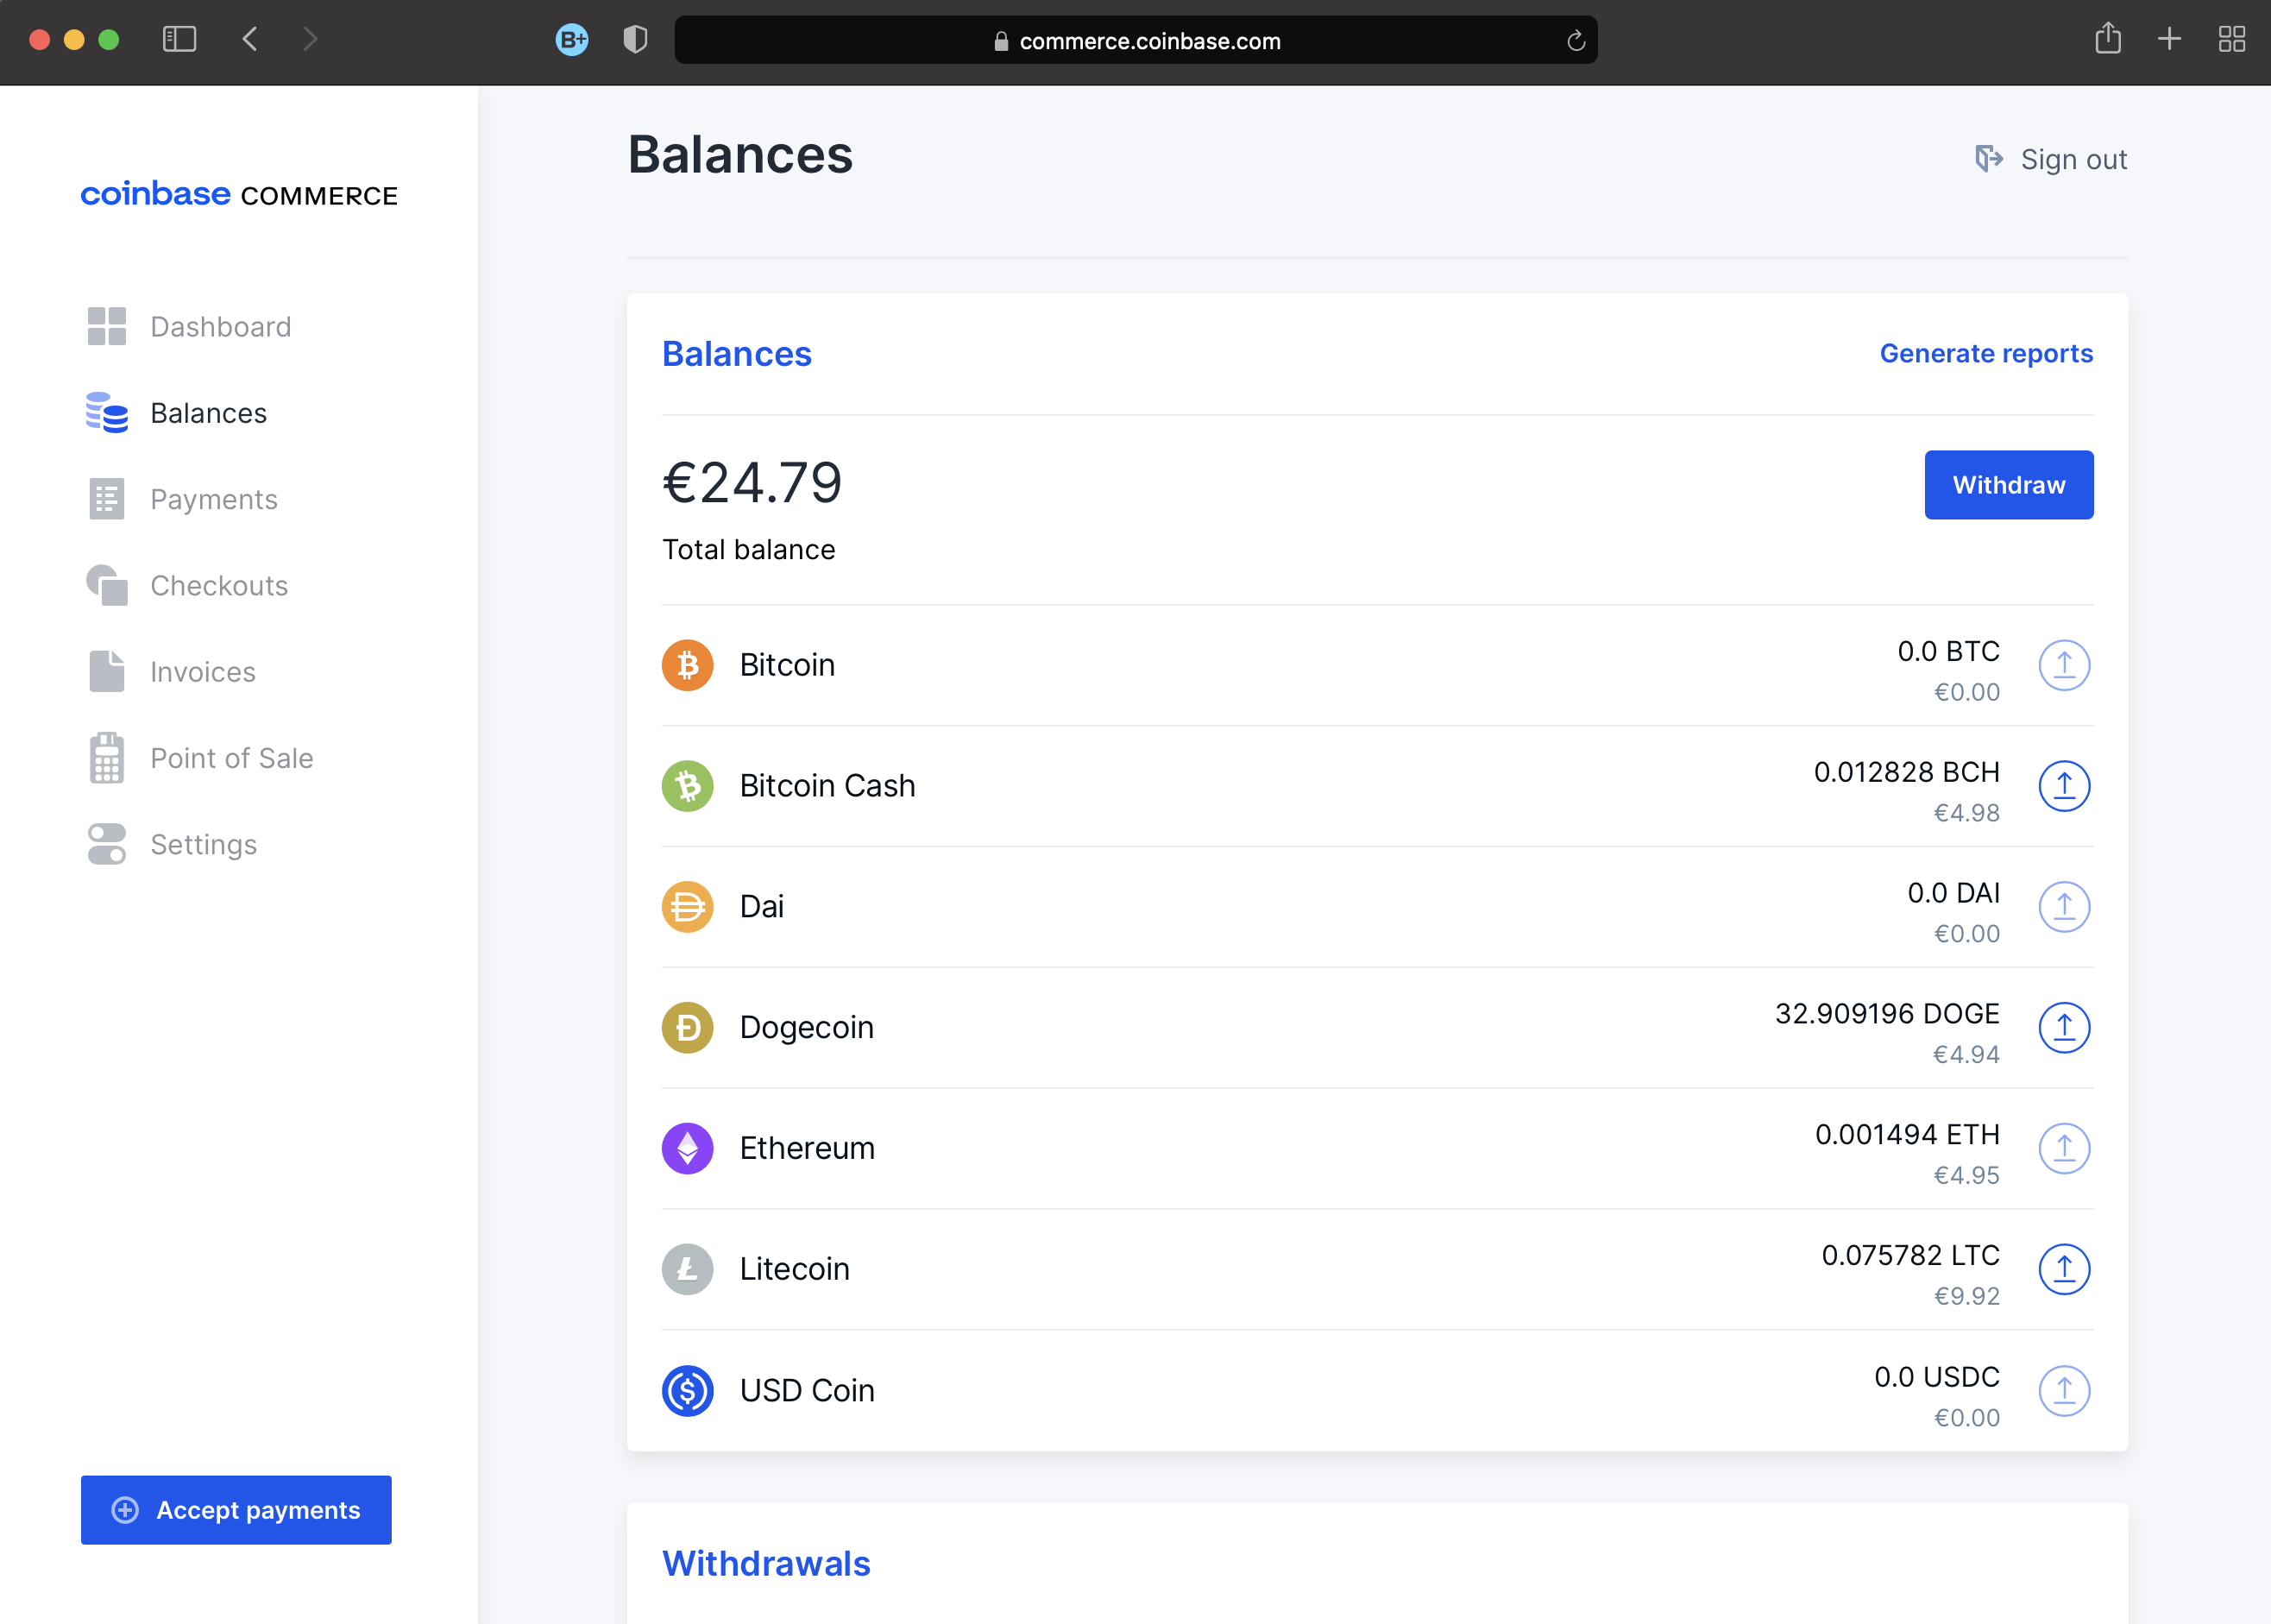 B+
commerce.coinbase.com
coinbase COMMERCE
Dashboard
Balances
Payments
Checkouts
Invoices
Point of Sale
Settings
Accept payments
Balances
Sign out
Balances
Generate reports
€24.79
Withdraw
Total balance
Bitcoin
0.0 BTC
€0.00
Bitcoin Cash
0.012828 BCH
€4.98
Dai
0.0 DAI
€0.00
Dogecoin
32.909196 DOGE
€4.94
Ethereum
0.001494 ETH
€4.95
Litecoin
0.075782 LTC
€9.92
USD Coin
0.0 USDC
€0.00
Withdrawals